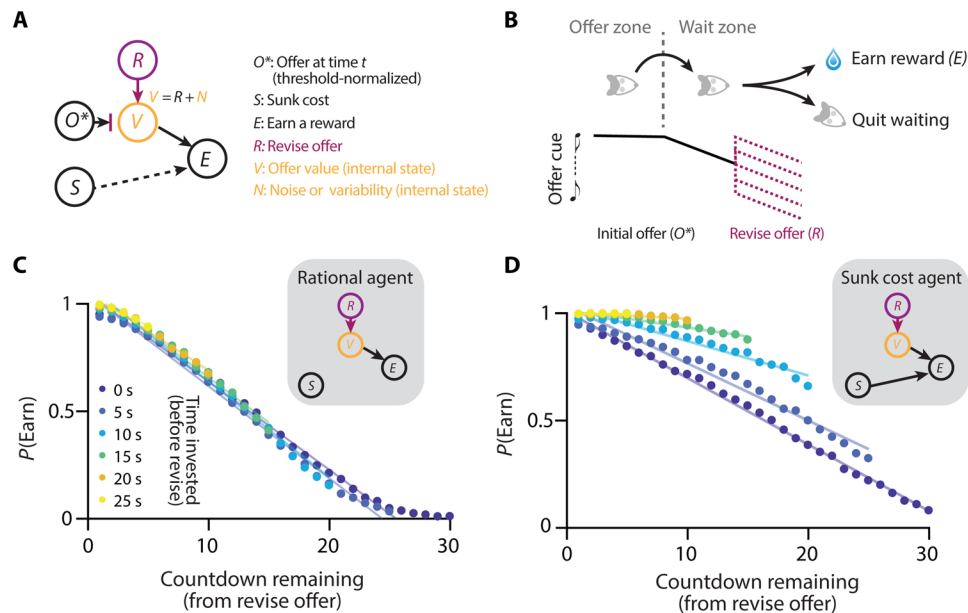 A
R
V = R + N
O*
V
E
S
O*: Offer at time t
(threshold-normalized)
S: Sunk cost
E: Earn a reward
R: Revise offer
V: Offer value (internal state)
N: Noise or variability (internal state)
B
Offer zone
Wait zone
Earn reward (E)
Quit waiting
Offer cue
Initial offer (O*)
Revise offer (R)
C
Rational agent
R
V
E
S
P(Earn)
1
0.5
0
0 s
5 s
10 s
15 s
20 s
25 s
Time invested
(before revise)
0
10
20
30
Countdown remaining
(from revise offer)
D
Sunk cost agent
R
V
E
S
P(Earn)
1
0.5
0
0
10
20
30
Countdown remaining
(from revise offer)